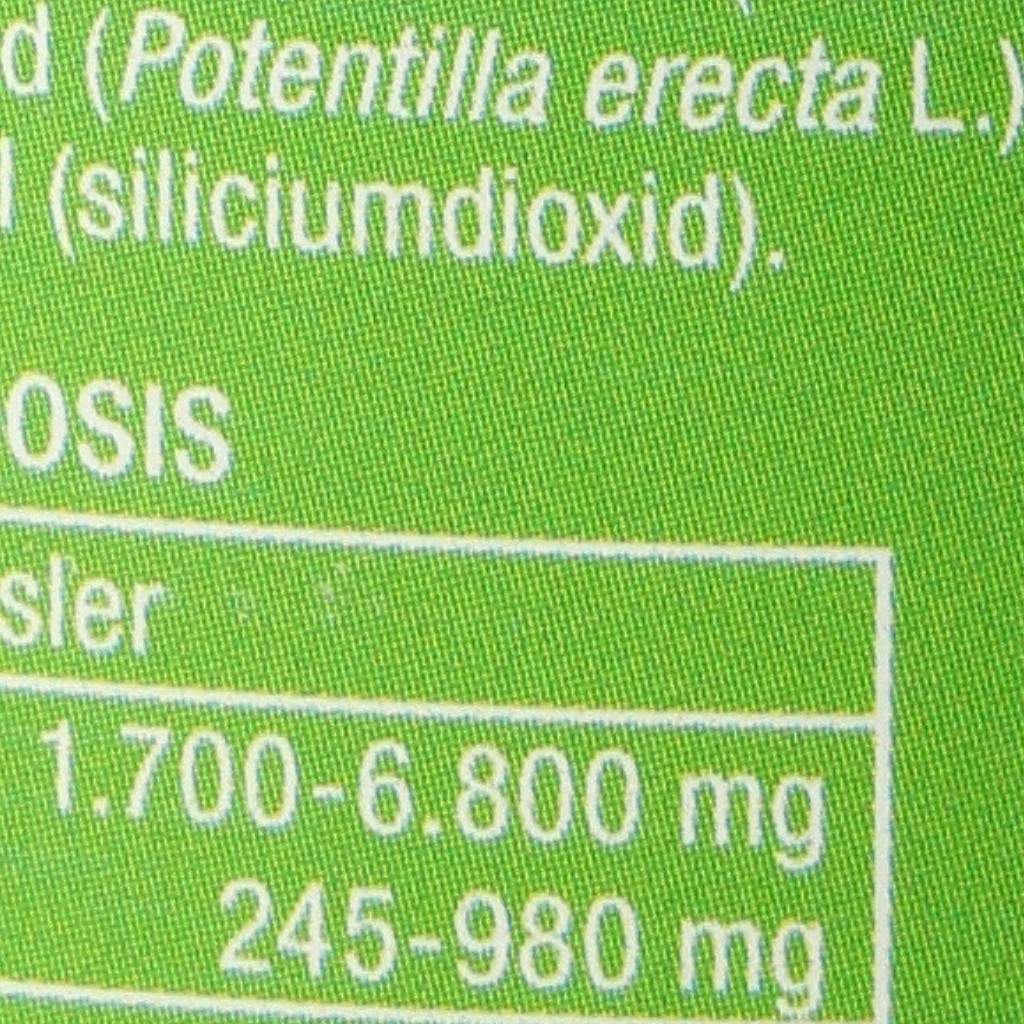 d (Potentilla erecta L.)
(siliciumdioxid).
OSIS
sler
1.700-6.800 mg
245-980 mg